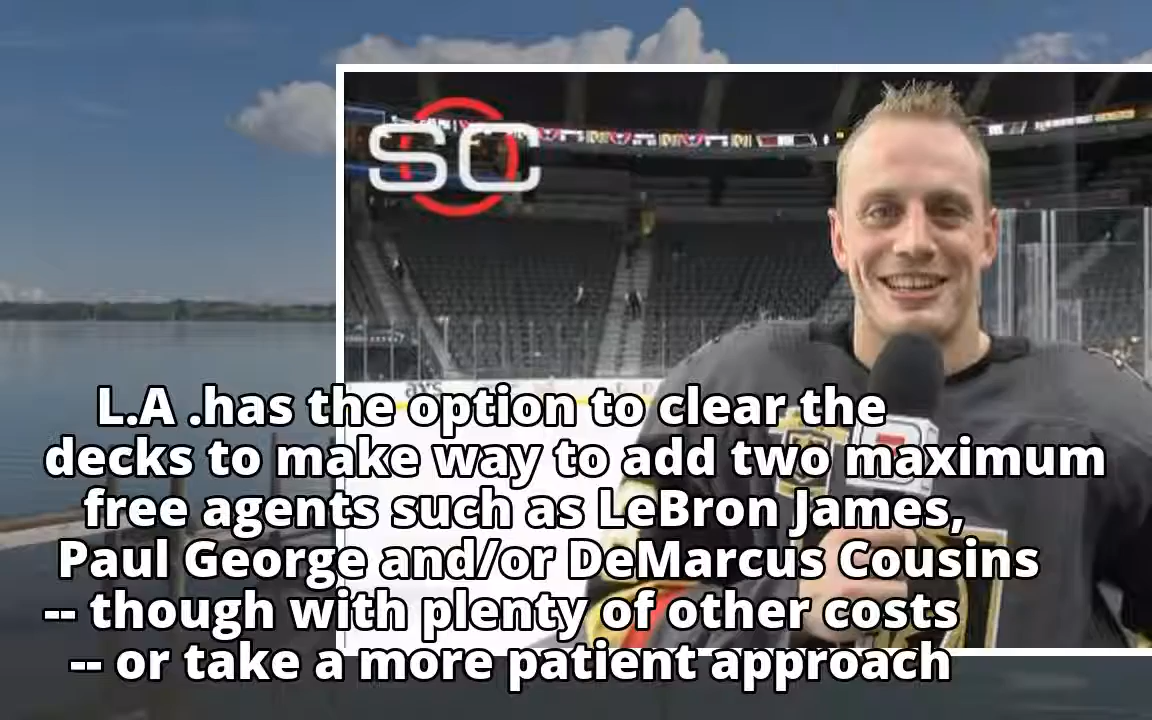 SC
L.A .has the option to clear the
decks to make way to add two maximum
free agents such as LeBron James,
Paul George and/or DeMarcus Cousins
-- though with plenty of other costs
-- or take a more patient approach